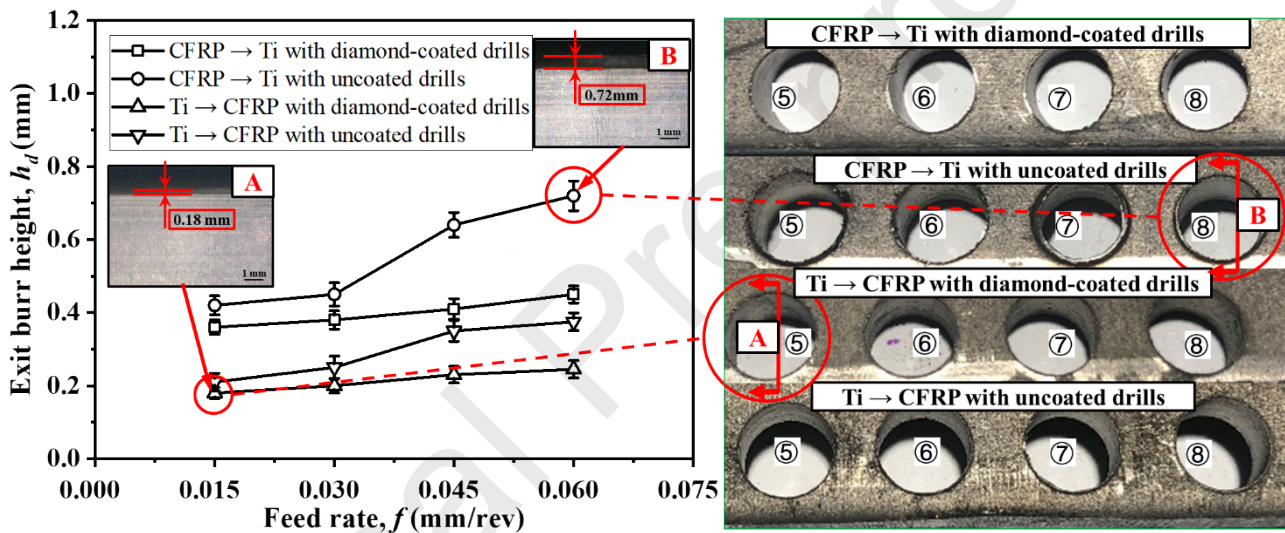 1.2
1.0
0.8
0.6
0.4
0.2
0.0
Exit burr height, h_d (mm)
CFRP → Ti with diamond-coated drills
CFRP → Ti with uncoated drills
Ti → CFRP with diamond-coated drills
Ti → CFRP with uncoated drills
B
0.72mm
1 mm
A
0.18 mm
1 mm
0.000 0.015 0.030 0.045 0.060 0.075
Feed rate, f (mm/rev)
CFRP → Ti with diamond-coated drills
⑤ ⑥ ⑦ ⑧
CFRP → Ti with uncoated drills
⑤ ⑥ ⑦ ⑧ B
Ti → CFRP with diamond-coated drills
A ⑤ ⑥ ⑦ ⑧
Ti → CFRP with uncoated drills
⑤ ⑥ ⑦ ⑧